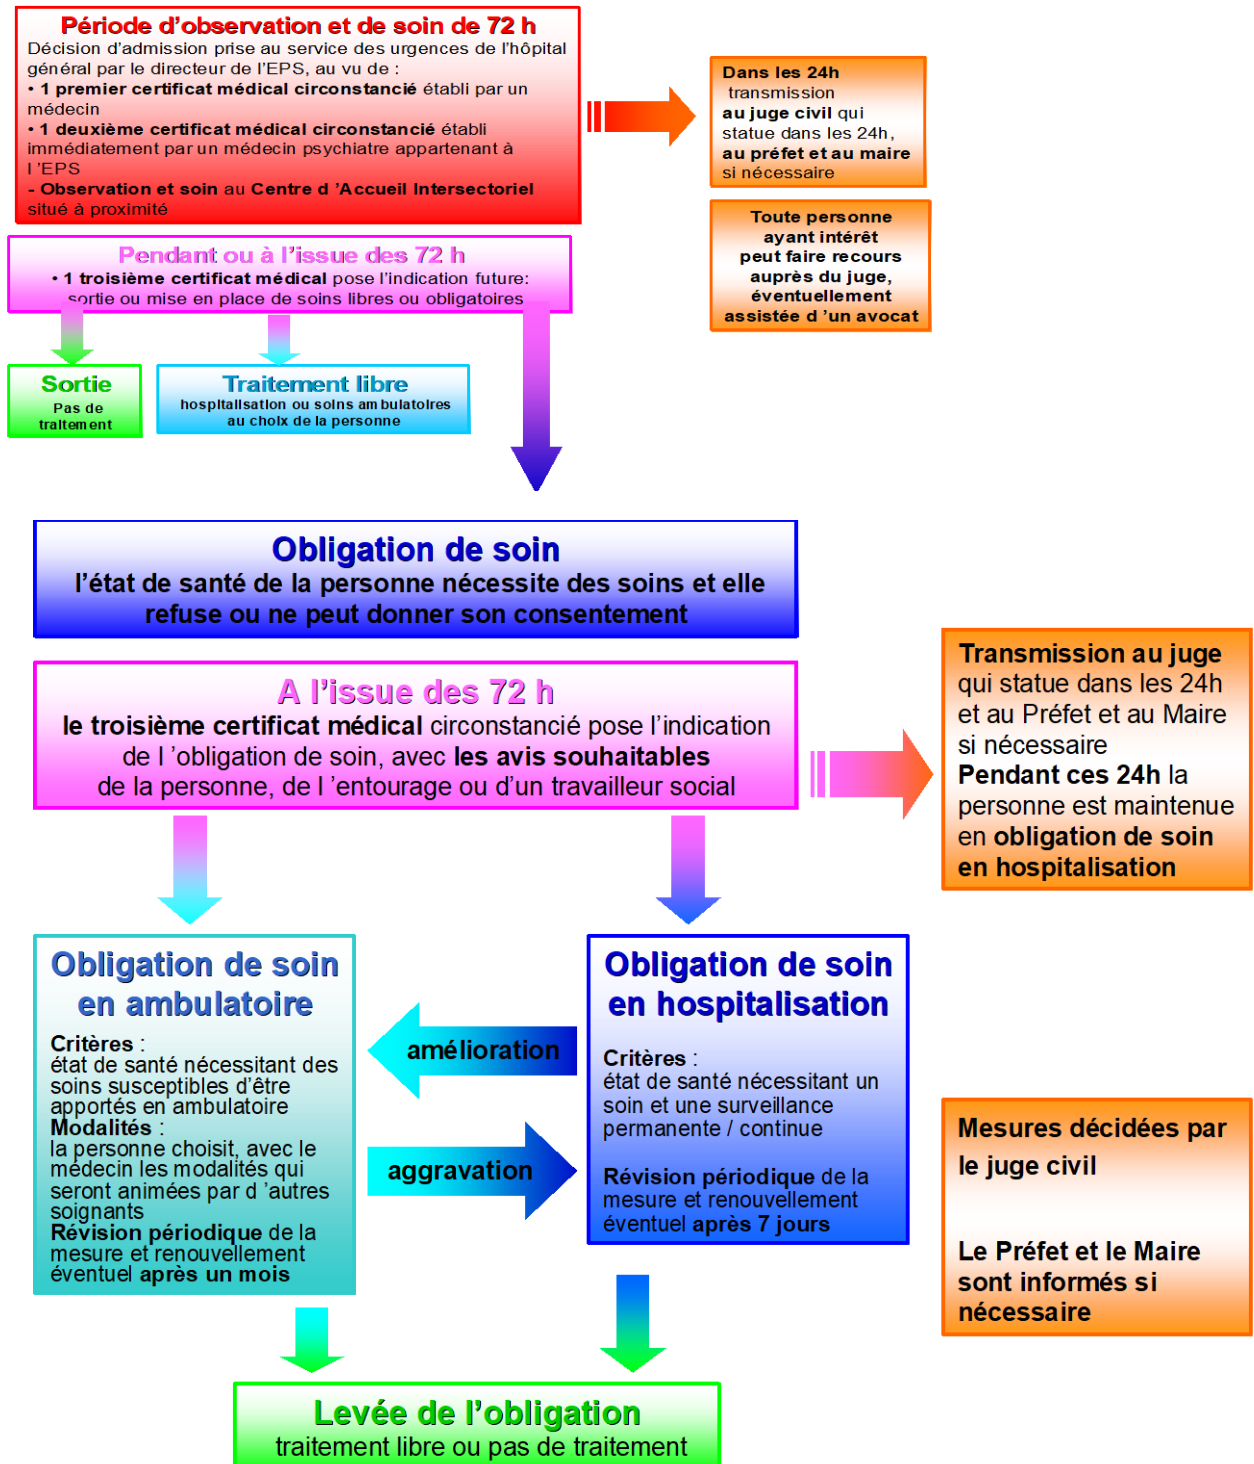 Période d'observation et de soin de 72 h
Décision d'admission prise au service des urgences de l'hôpital
général par le directeur de l'EPS, au vu de :
• 1 premier certificat médical circonstancié établi par un
médecin
• 1 deuxième certificat médical circonstancié établi
immédiatement par un médecin psychiatre appartenant à
l 'EPS
- Observation et soin au Centre d 'Accueil Intersectoriel
situé à proximité
Dans les 24h
transmission
au juge civil qui
statue dans les 24h,
au préfet et au maire
si nécessaire
Toute personne
ayant intérêt
peut faire recours
auprès du juge,
éventuellement
assistée d 'un avocat
Pendant ou à l'issue des 72 h
• 1 troisième certificat médical pose l'indication future:
sortie ou mise en place de soins libres ou obligatoires
Sortie
Pas de
traitement
Traitement libre
hospitalisation ou soins ambulatoires
au choix de la personne
Obligation de soin
l'état de santé de la personne nécessite des soins et elle
refuse ou ne peut donner son consentement
A l'issue des 72 h
le troisième certificat médical circonstancié pose l'indication
de l 'obligation de soin, avec les avis souhaitables
de la personne, de l 'entourage ou d'un travailleur social
Transmission au juge
qui statue dans les 24h
et au Préfet et au Maire
si nécessaire
Pendant ces 24h la
personne est maintenue
en obligation de soin
en hospitalisation
Obligation de soin
en ambulatoire
Critères :
état de santé nécessitant des
soins susceptibles d'être
apportés en ambulatoire
Modalités :
la personne choisit, avec le
médecin les modalités qui
seront animées par d 'autres
soignants
Révision périodique de la
mesure et renouvellement
éventuel après un mois
amélioration
aggravation
Obligation de soin
en hospitalisation
Critères :
état de santé nécessitant un
soin et une surveillance
permanente / continue
Révision périodique de la
mesure et renouvellement
éventuel après 7 jours
Mesures décidées par
le juge civil
Le Préfet et le Maire
sont informés si
nécessaire
Levée de l'obligation
traitement libre ou pas de traitement